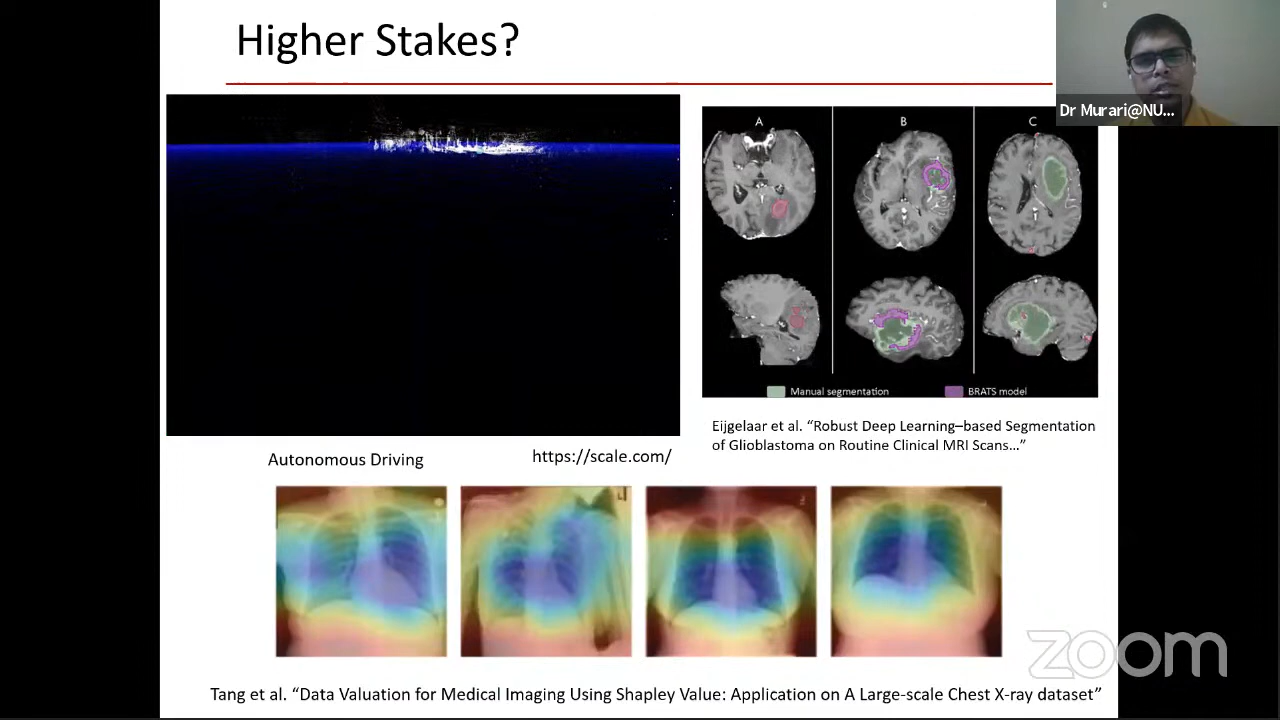 Higher Stakes?
Dr Murari@NU...
A
B
C
Manual segmentation
BRATS model
Eijgelaar et al. “Robust Deep Learning–based Segmentation
of Glioblastoma on Routine Clinical MRI Scans…”
Autonomous Driving
https://scale.com/
zoom
Tang et al. “Data Valuation for Medical Imaging Using Shapley Value: Application on A Large-scale Chest X-ray dataset”